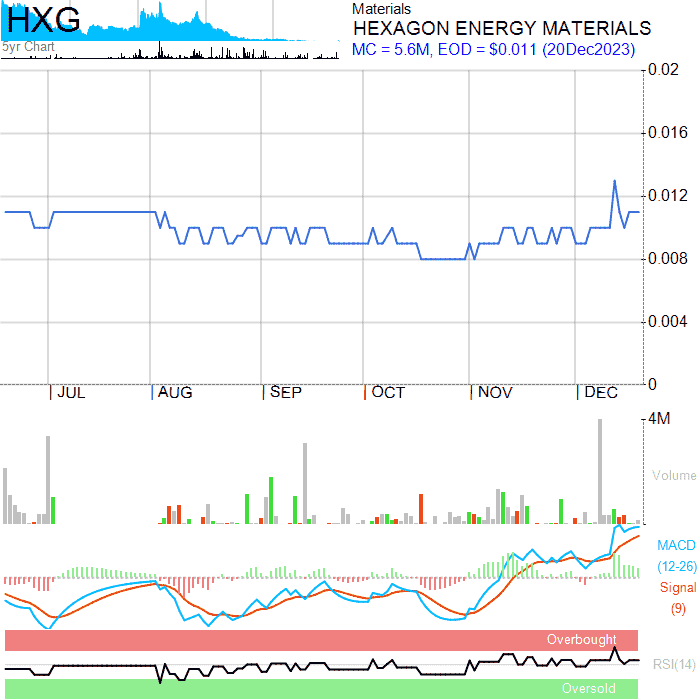 HXG
5yr Chart
Materials
HEXAGON ENERGY MATERIALS
MC = 5.6M, EOD = $0.011 (20Dec2023)
0.02
0.016
0.012
0.008
0.004
0
JUL AUG SEP OCT NOV DEC
4M
Volume
MACD
(12-26)
Signal
(9)
Overbought
RSI(14)
Oversold